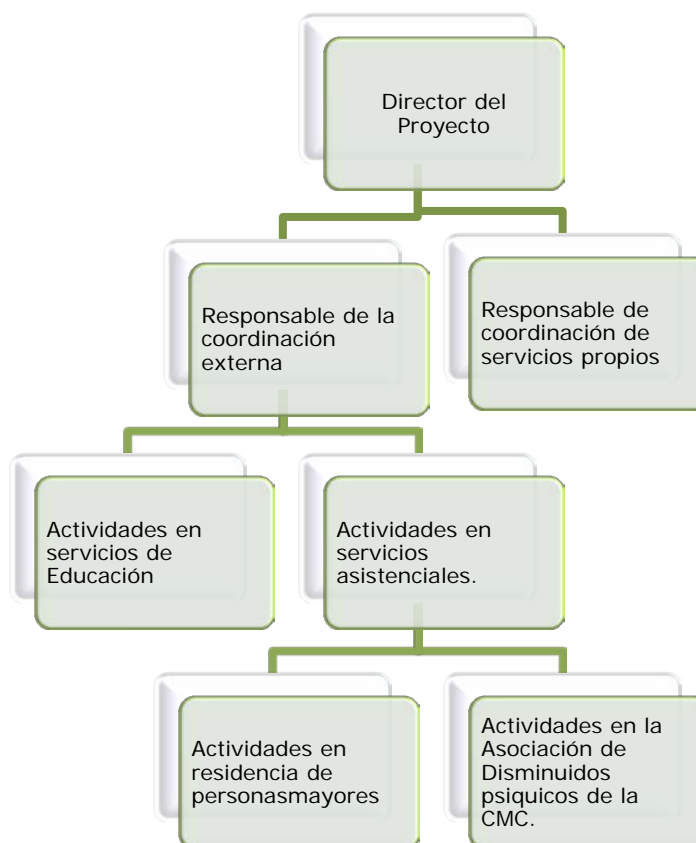 Director del
Proyecto
Responsable de la
coordinación
externa
Responsable de
coordinación de
servicios propios
Actividades en
servicios de
Educación
Actividades en
servicios
asistenciales.
Actividades en
residencia de
personasmayores
Actividades en la
Asociación de
Disminuidos
psiquicos de la
CMC.